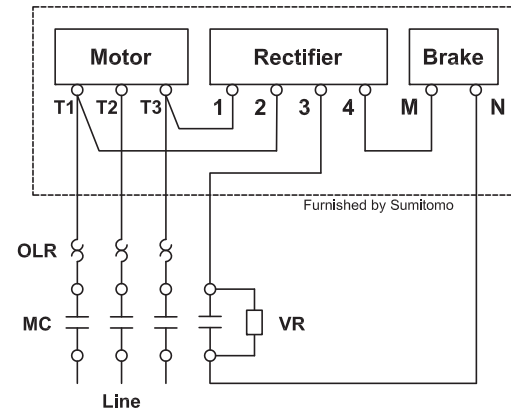 Motor Rectifier Brake
T1 T2 T3 1 2 3 4 M N
Furnished by Sumitomo
OLR
MC VR
Line